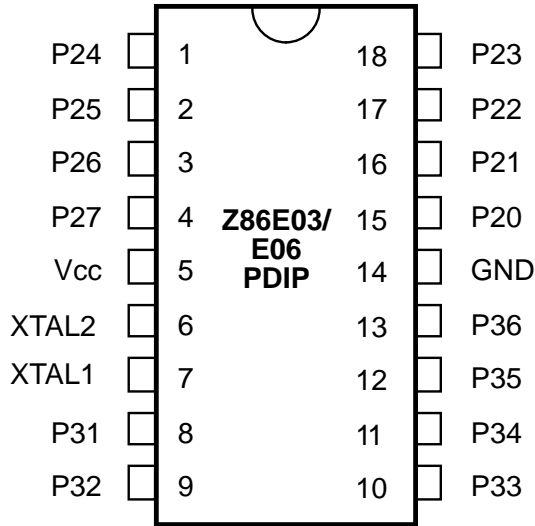 P24 1 18 P23
P25 2 17 P22
P26 3 16 P21
P27 4 Z86E03/ 15 P20
E06
Vcc 5 PDIP 14 GND
XTAL2 6 13 P36
XTAL1 7 12 P35
P31 8 11 P34
P32 9 10 P33